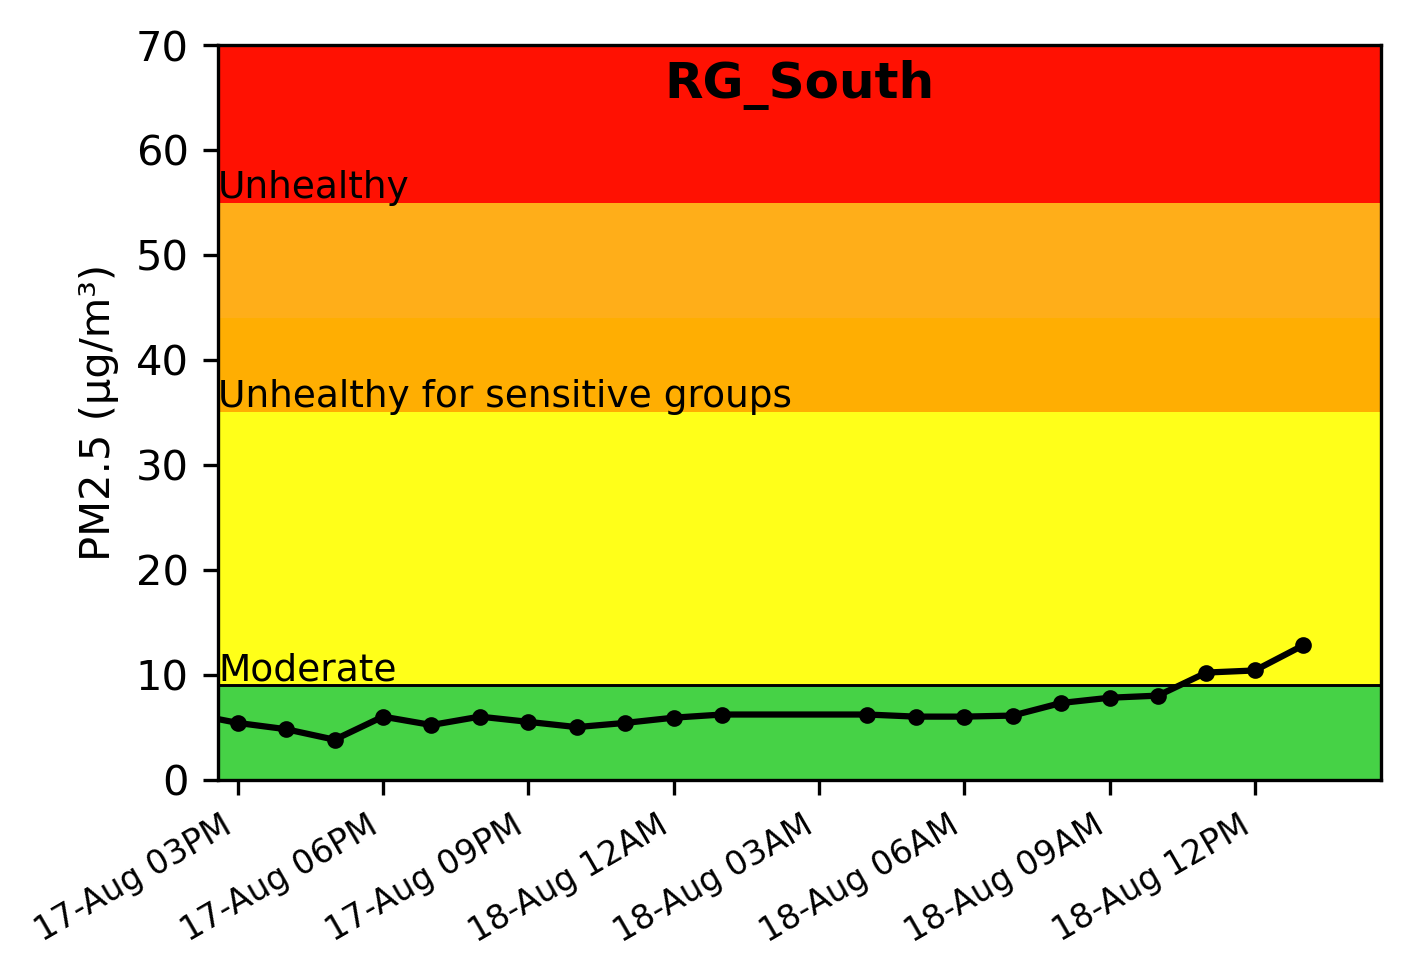 RG_South
PM2.5 (µg/m³)
70
60
Unhealthy
50
40
Unhealthy for sensitive groups
30
20
10
Moderate
0
17-Aug 03PM
17-Aug 06PM
17-Aug 09PM
18-Aug 12AM
18-Aug 03AM
18-Aug 06AM
18-Aug 09AM
18-Aug 12PM